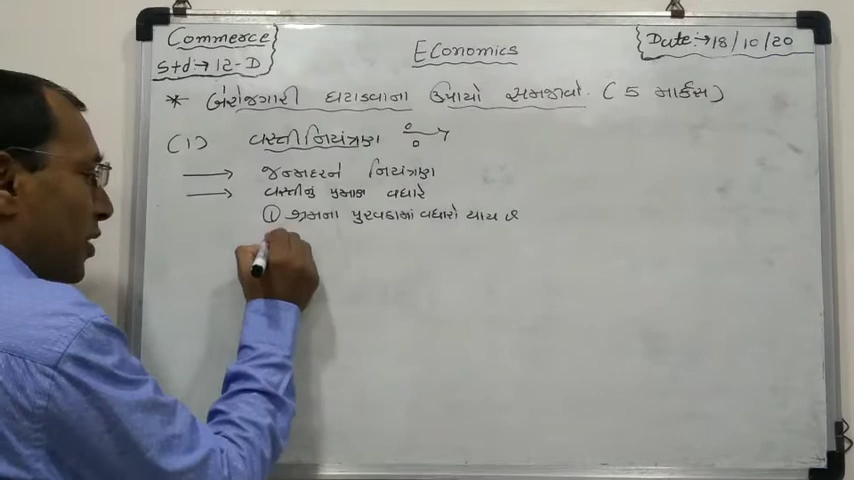 Commerce
Std:→ 12-D
Economics
Date:→18/10/20
* બેરોજગારી ઘટાડવાના ઉપાયો સમજાવો. (5 માર્કસ)
(1) વસ્તી નિયંત્રણ :→
→ જન્મદરને નિયંત્રણ
→ વસ્તીનું પ્રમાણ વધારે
① શ્રમના પુરવઠામાં વધારો થાય છે